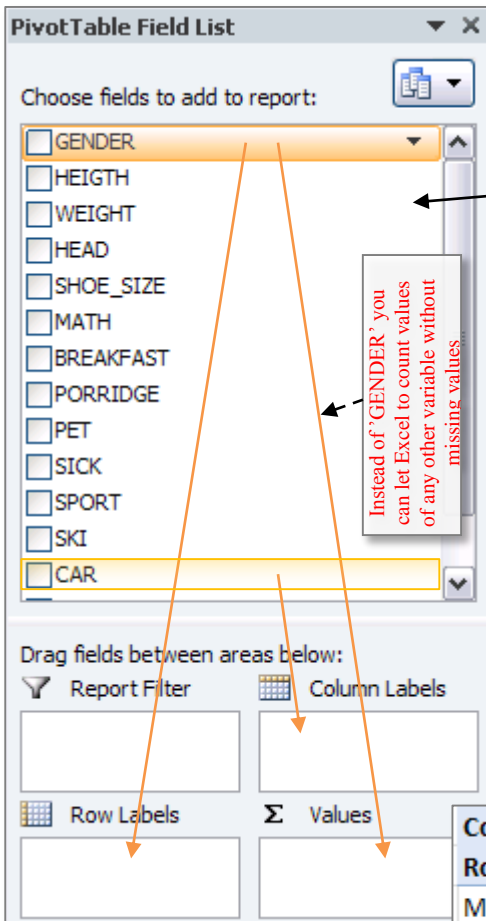 PivotTable Field List
Choose fields to add to report:
GENDER
HEIGTH
WEIGHT
HEAD
SHOE_SIZE
MATH
BREAKFAST
PORRIDGE
PET
SICK
SPORT
SKI
CAR
Instead of ’GENDER’ you
can let Excel to count values
of any other variable without
missing values
Drag fields between areas below:
Report Filter
Column Labels
Row Labels
Σ Values